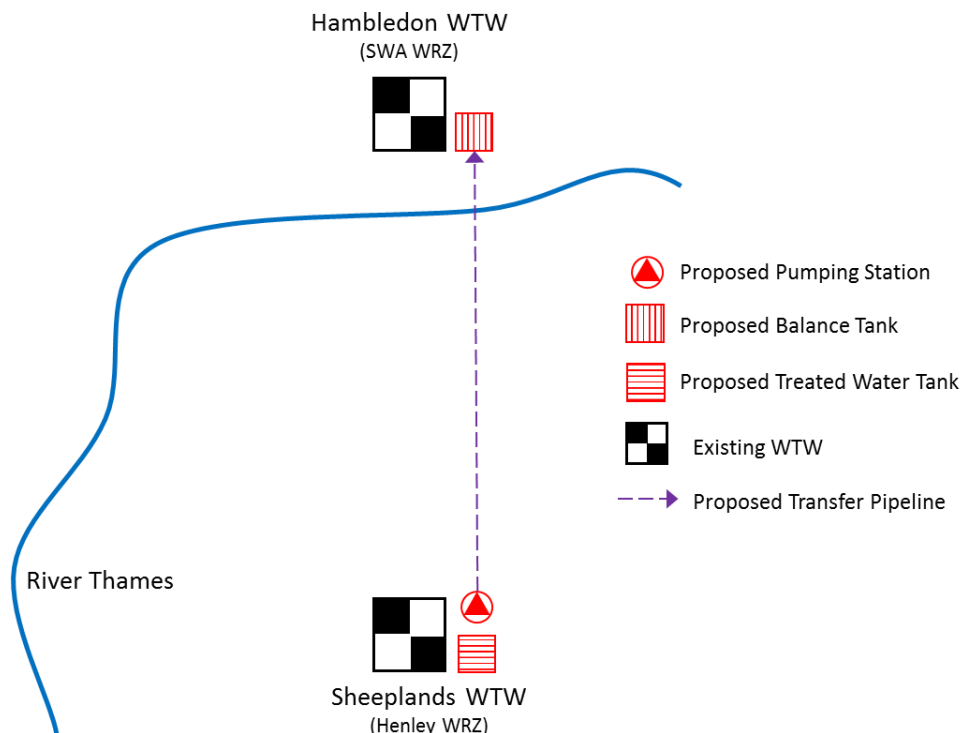 Hambledon WTW
(SWA WRZ)
Proposed Pumping Station
Proposed Balance Tank
Proposed Treated Water Tank
Existing WTW
Proposed Transfer Pipeline
River Thames
Sheeplands WTW
(Henley WRZ)